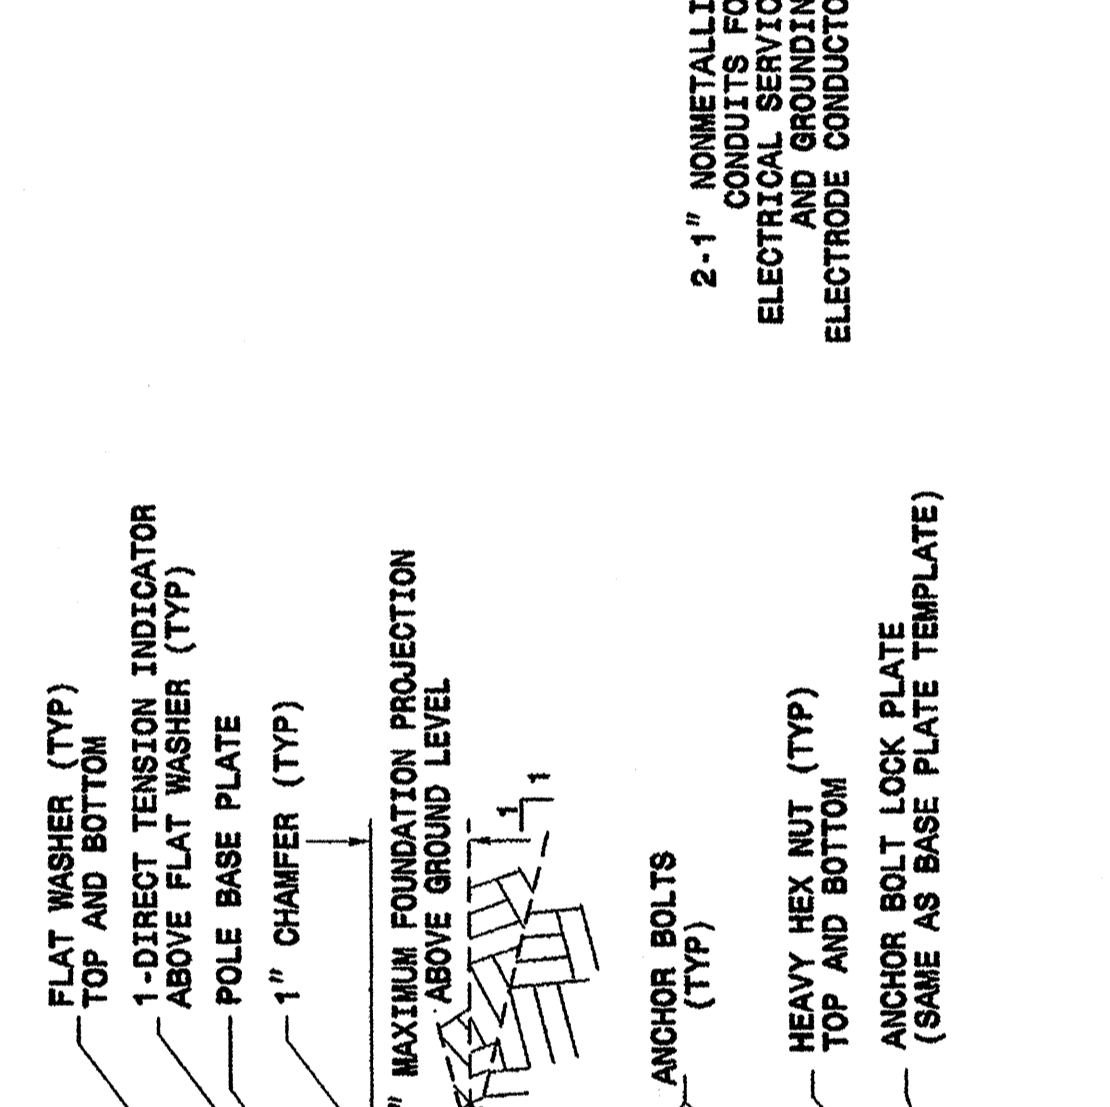 FLAT WASHER (TYP)
TOP AND BOTTOM
1-DIRECT TENSION INDICATOR
ABOVE FLAT WASHER (TYP)
POLE BASE PLATE
1" CHAMFER (TYP)
" MAXIMUM FOUNDATION PROJECTION
ABOVE GROUND LEVEL
1
1
ANCHOR BOLTS
(TYP)
HEAVY HEX NUT (TYP)
TOP AND BOTTOM
ANCHOR BOLT LOCK PLATE
(SAME AS BASE PLATE TEMPLATE)
2-1" NONMETALLI
CONDUITS FO
ELECTRICAL SERVIC
AND GROUNDIN
ELECTRODE CONDUCTO